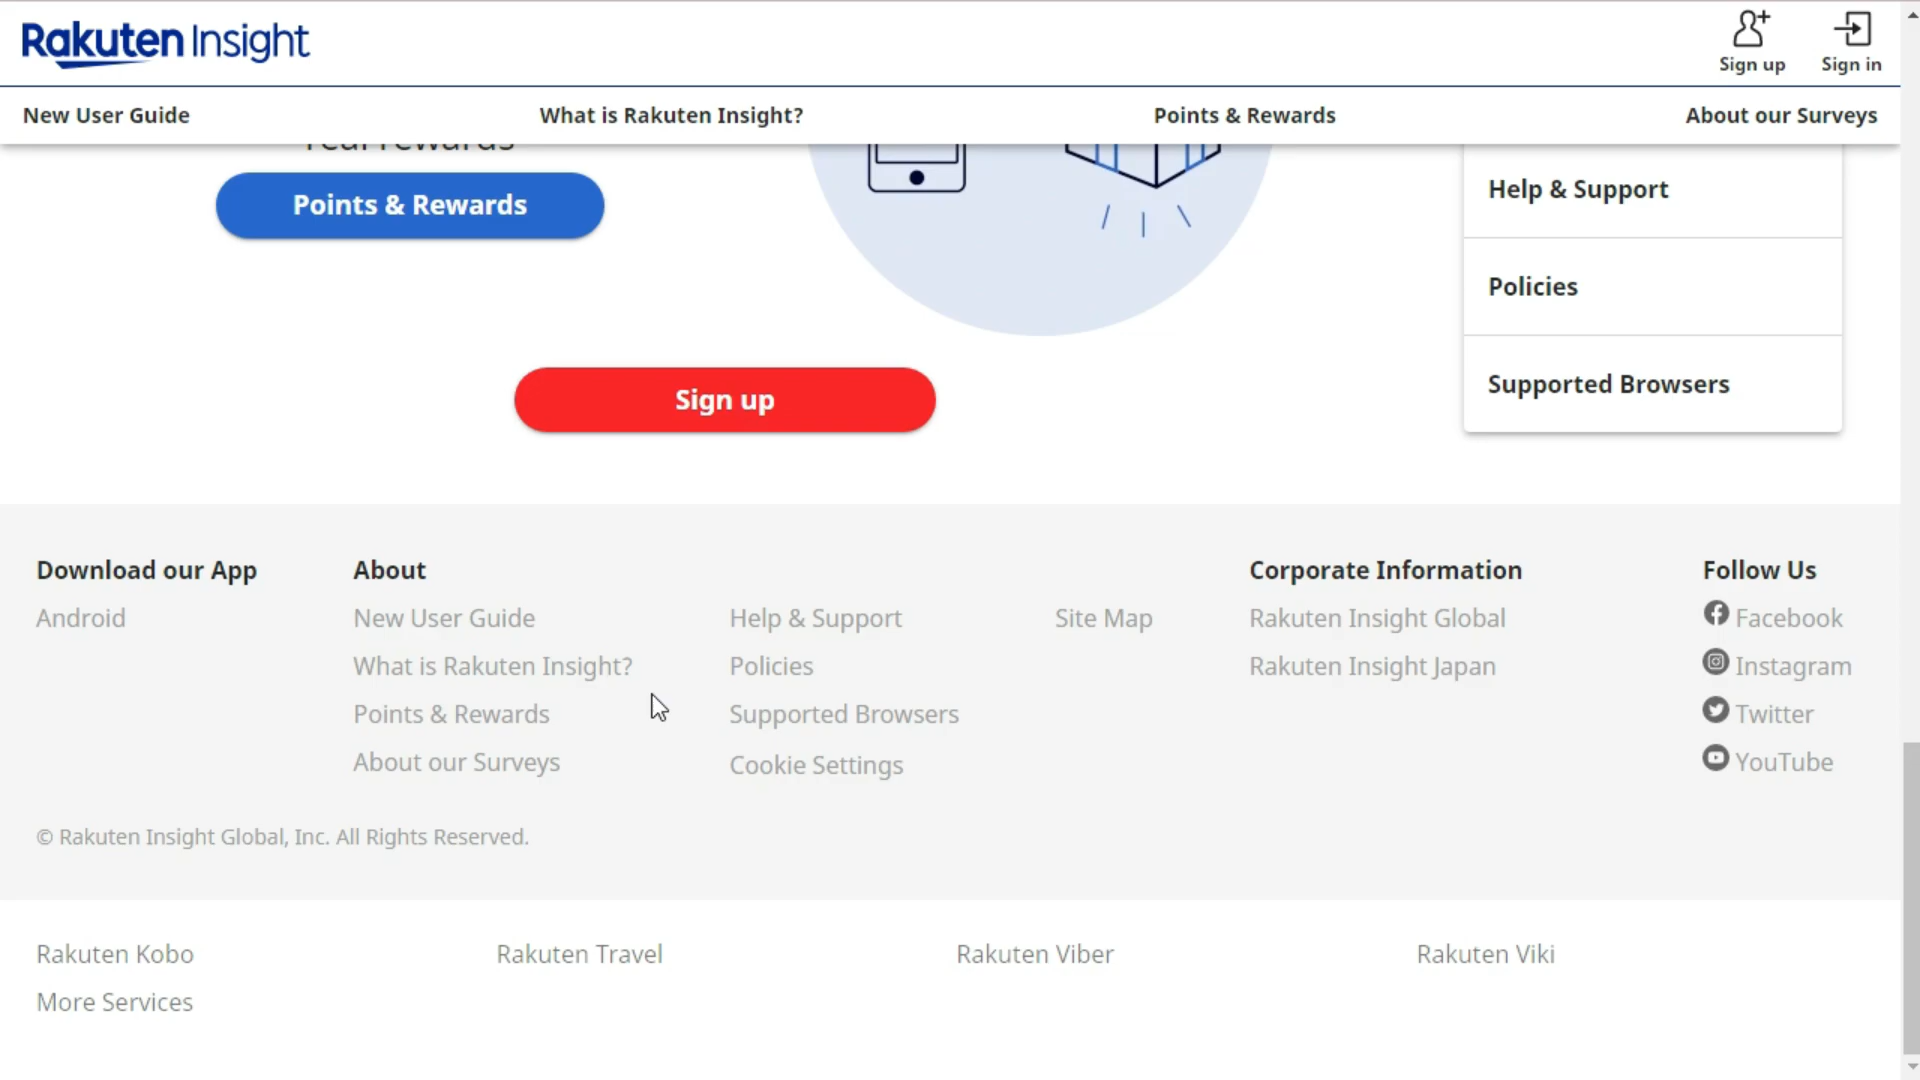 Rakuten Insight
Sign up
Sign in
New User Guide
What is Rakuten Insight?
Points & Rewards
About our Surveys
Points & Rewards
Sign up
Help & Support
Policies
Supported Browsers
Download our App
Android
About
New User Guide
What is Rakuten Insight?
Points & Rewards
About our Surveys
Help & Support
Policies
Supported Browsers
Cookie Settings
Site Map
Corporate Information
Rakuten Insight Global
Rakuten Insight Japan
Follow Us
Facebook
Instagram
Twitter
YouTube
© Rakuten Insight Global, Inc. All Rights Reserved.
Rakuten Kobo
Rakuten Travel
Rakuten Viber
Rakuten Viki
More Services